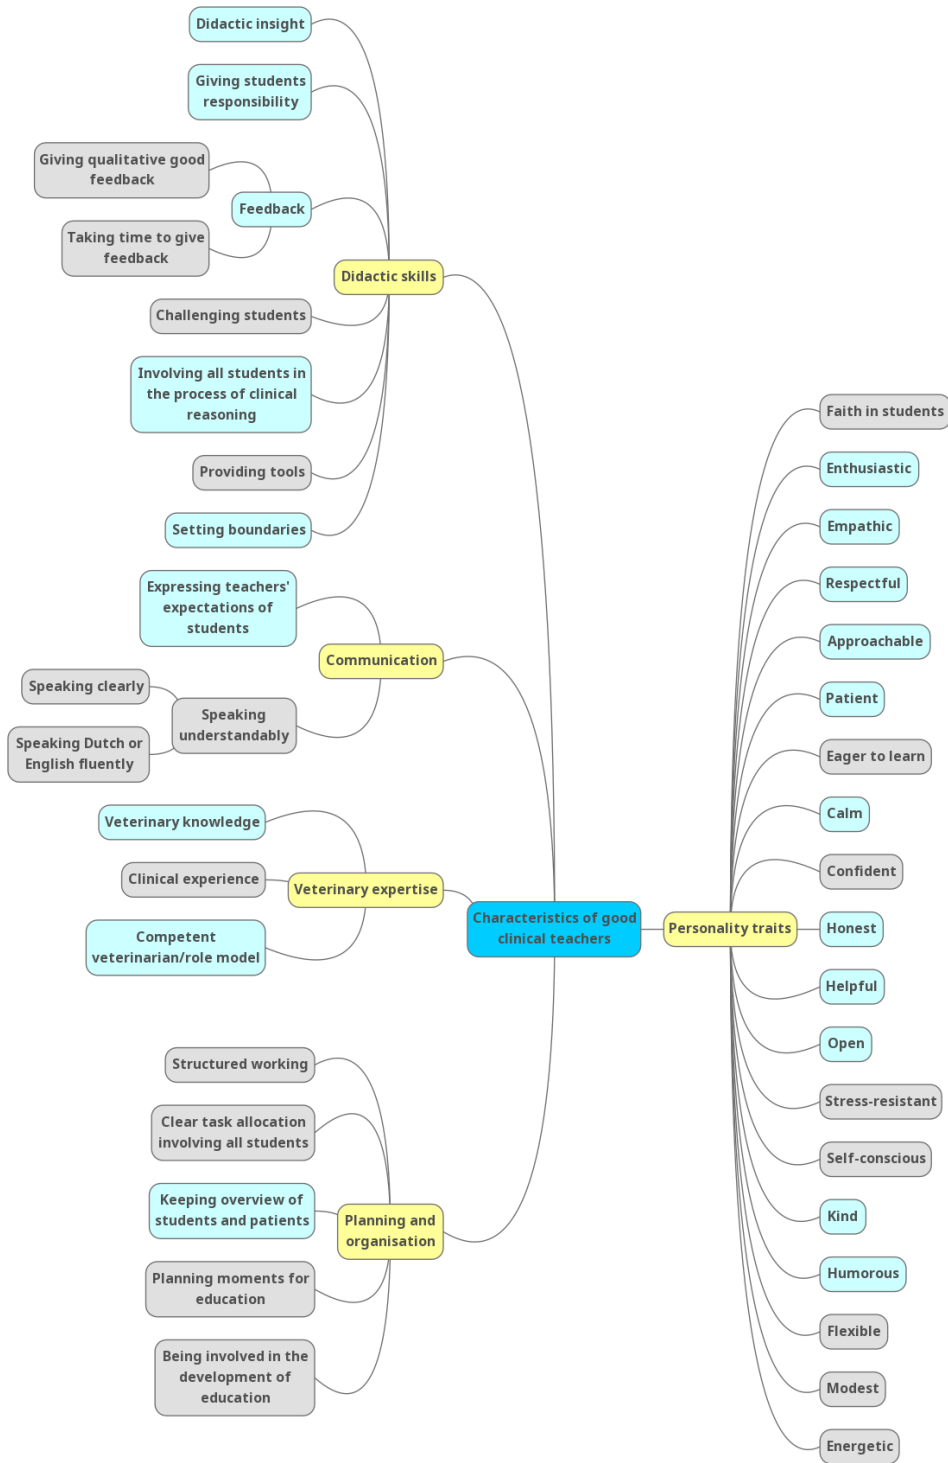 Didactic insight
Giving students
responsibility
Giving qualitative good
feedback
Feedback
Taking time to give
feedback
Didactic skills
Challenging students
Involving all students in
the process of clinical
reasoning
Providing tools
Setting boundaries
Expressing teachers'
expectations of
students
Communication
Speaking clearly
Speaking
understandably
Speaking Dutch or
English fluently
Veterinary knowledge
Clinical experience
Veterinary expertise
Competent
veterinarian/role model
Characteristics of good
clinical teachers
Structured working
Clear task allocation
involving all students
Keeping overview of
students and patients
Planning and
organisation
Planning moments for
education
Being involved in the
development of
education
Personality traits
Faith in students
Enthusiastic
Empathic
Respectful
Approachable
Patient
Eager to learn
Calm
Confident
Honest
Helpful
Open
Stress-resistant
Self-conscious
Kind
Humorous
Flexible
Modest
Energetic